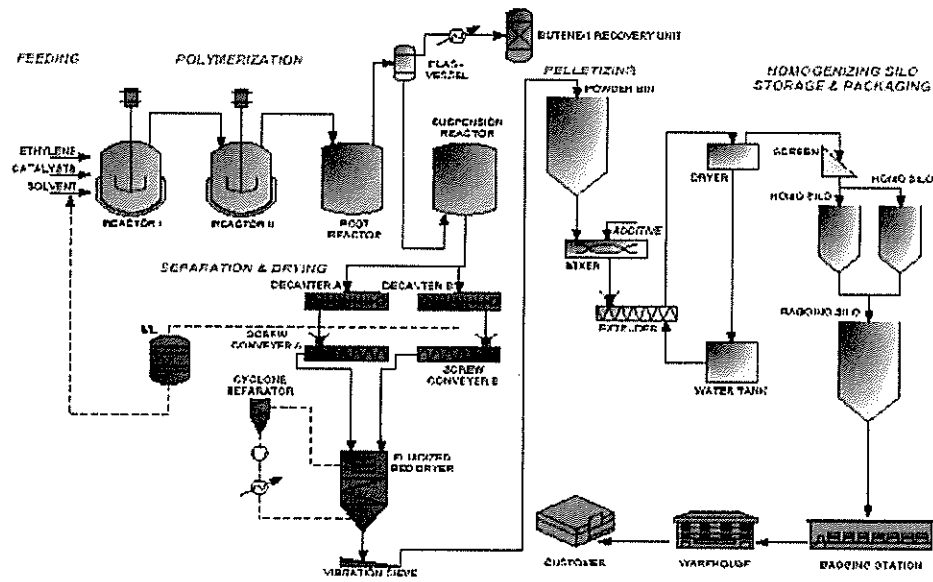 FEEDING
POLYMERIZATION
FLASH
VESSEL
BUTENE-1 RECOVERY UNIT
PELLETIZING
HOMOGENIZING SILO
STORAGE & PACKAGING
POWDER BIN
SUSPENSION
REACTOR
ETHYLENE
CATALYSTS
SOLVENT
REACTOR I
REACTOR II
POST
REACTOR
DRYER
SCREEN
HOMO SILO
HOMO SILO
ADDITIVE
MIXER
SEPARATION & DRYING
DECANTER A
DECANTER B
EXTRUDER
BAGGING SILO
SCREW
CONVEYER A
SCREW
CONVEYER B
WATER TANK
CYCLONE
SEPARATOR
FLUIDIZED
BED DRYER
VIBRATION SIEVE
CUSTOMER
WAREHOUSE
BAGGING STATION